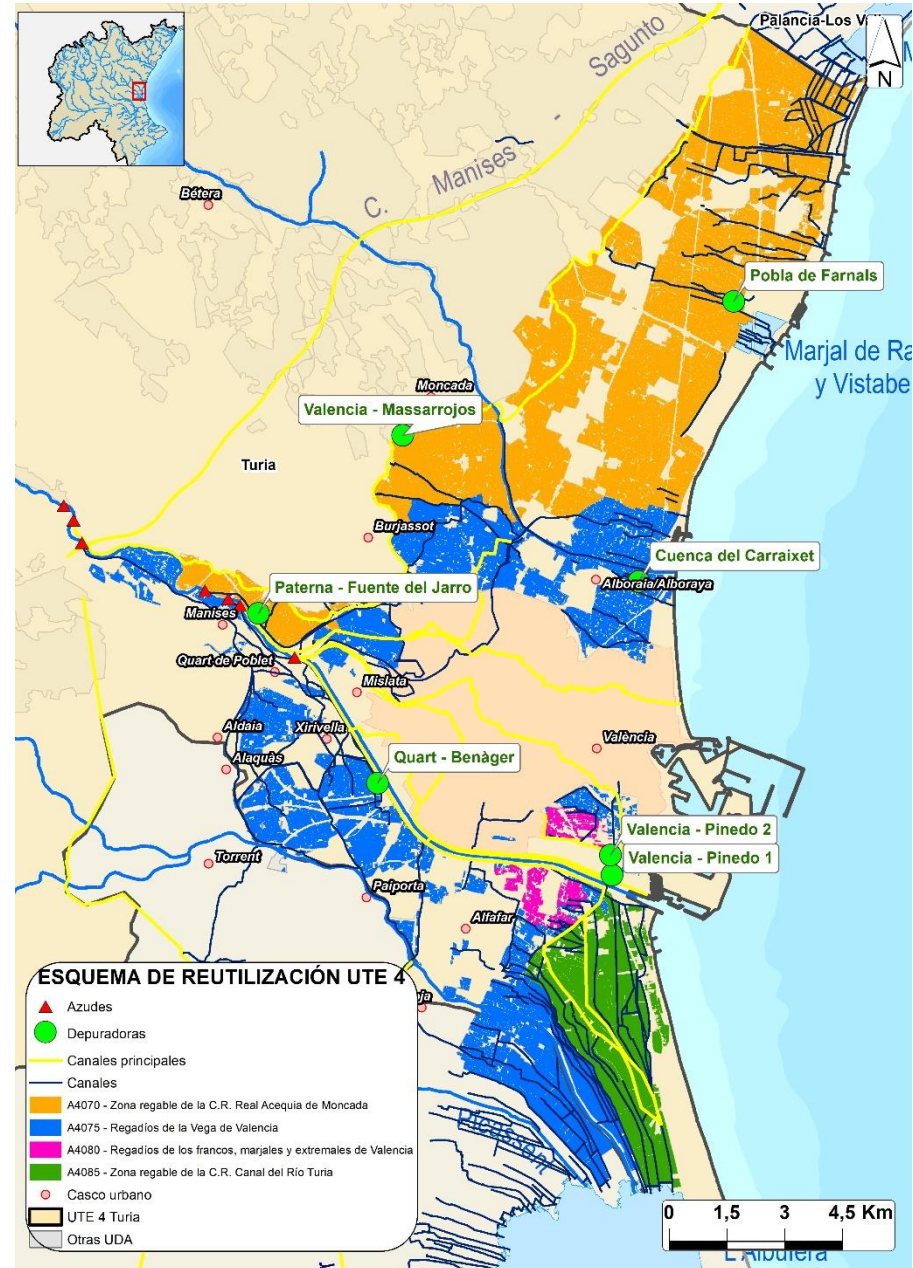 Palancia-Los Va
N
Sagunto
Manises -
C.
Bétera
Pobla de Farnals
Marjal de Ra
y Vistabe
Moncada
Valencia - Massarrojos
Turia
Burjassot
Cuenca del Carraixet
Alboraia/Alboraya
Paterna - Fuente del Jarro
Manises
Quart de Poblet
Mislata
Aldaia
Xirivella
València
Alaquàs
Quart - Benàger
Valencia - Pinedo 2
Valencia - Pinedo 1
Torrent
Paiporta
Alfafar
ESQUEMA DE REUTILIZACIÓN UTE 4
Azudes
Depuradoras
Canales principales
Canales
A4070 - Zona regable de la C.R. Real Acequia de Moncada
A4075 - Regadíos de la Vega de Valencia
A4080 - Regadíos de los francos, marjales y extremales de Valencia
A4085 - Zona regable de la C.R. Canal del Río Turia
Casco urbano
UTE 4 Turia
Otras UDA
0 1,5 3 4,5 Km
L'Albufera